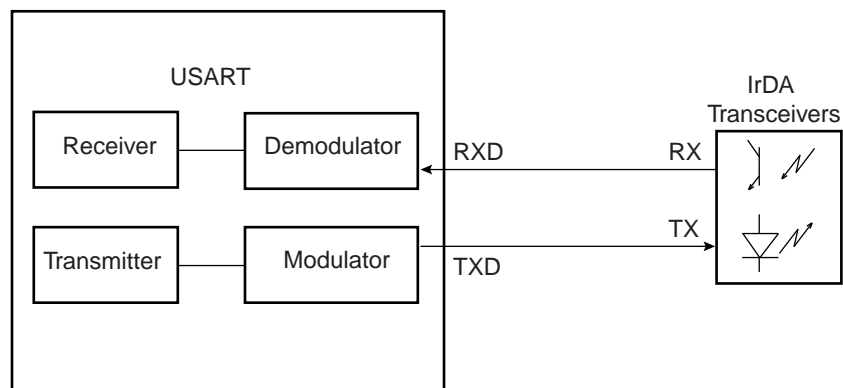 USART
IrDA
Transceivers
Receiver
Demodulator
RXD
RX
TX
Transmitter
Modulator
TXD